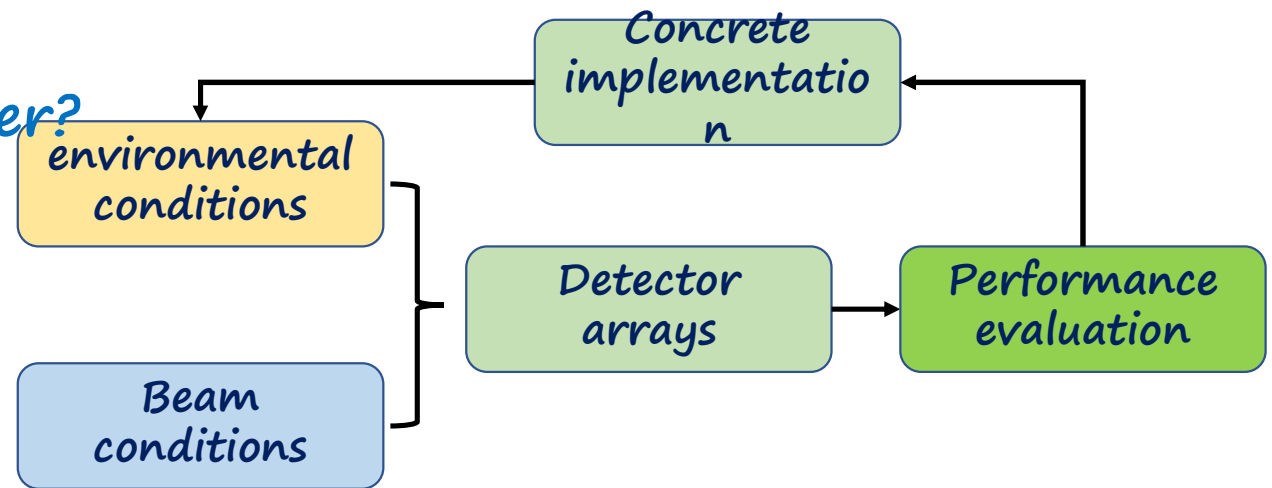 Concrete
implementatio
n
er?
environmental
conditions
Detector
arrays
Performance
evaluation
Beam
conditions